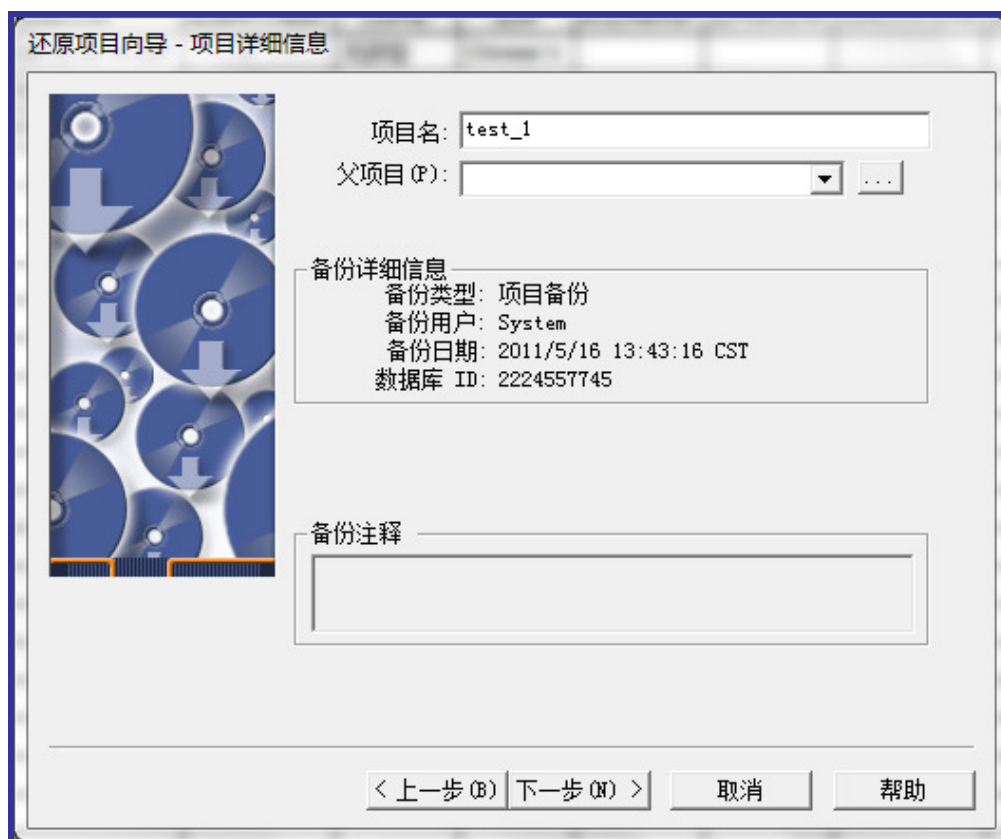 还原项目向导 - 项目详细信息
项目名: test_1
父项目(P):
...
备份详细信息
备份类型: 项目备份
备份用户: System
备份日期: 2011/5/16 13:43:16 CST
数据库 ID: 2224557745
备份注释
< 上一步(B) 下一步(N) > 取消 帮助